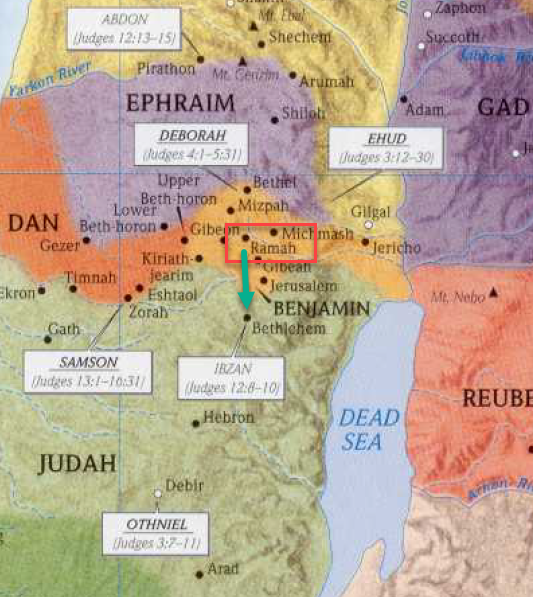 ABDON
(Judges 12:13–15)
Mt. Ebal
Shechem
Zaphon
Succoth
Pirathon
Mt. Gerizim
Arumah
Yarkon River
EPHRAIM
Shiloh
Adam
GAD
DEBORAH
(Judges 4:1–5:31)
EHUD
(Judges 3:12–30)
Upper
Beth-horon
Bethel
Mizpah
Lower
Beth-horon
Gilgal
DAN
Gezer
Gibeon
Michmash
Ramah
Jericho
Kiriath-
jearim
Gibeah
Jerusalem
Timnah
Ekron
Eshtaol
Zorah
BENJAMIN
Mt. Nebo
Bethlehem
Gath
SAMSON
(Judges 13:1–16:31)
IBZAN
(Judges 12:8–10)
REUBE
Hebron
DEAD
SEA
JUDAH
Debir
Arnon Ri
OTHNIEL
(Judges 3:7–11)
Arad